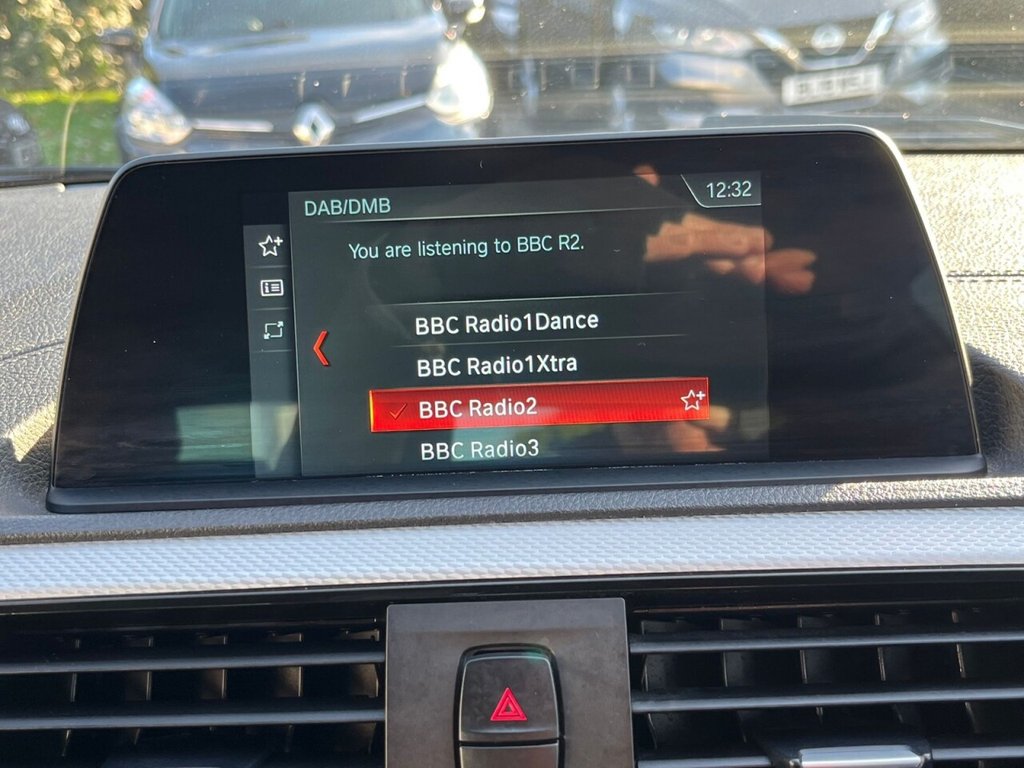 DAB/DMB
12:32
You are listening to BBC R2.
BBC Radio1Dance
BBC Radio1Xtra
BBC Radio2
BBC Radio3